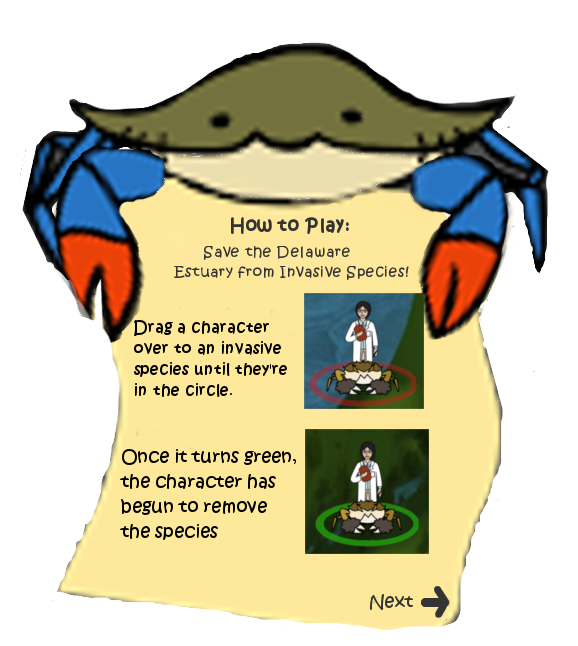 How to Play:
Save the Delaware
Estuary from Invasive Species!
Drag a character
over to an invasive
species until they're
in the circle.
Once it turns green,
the character has
begun to remove
the species
Next